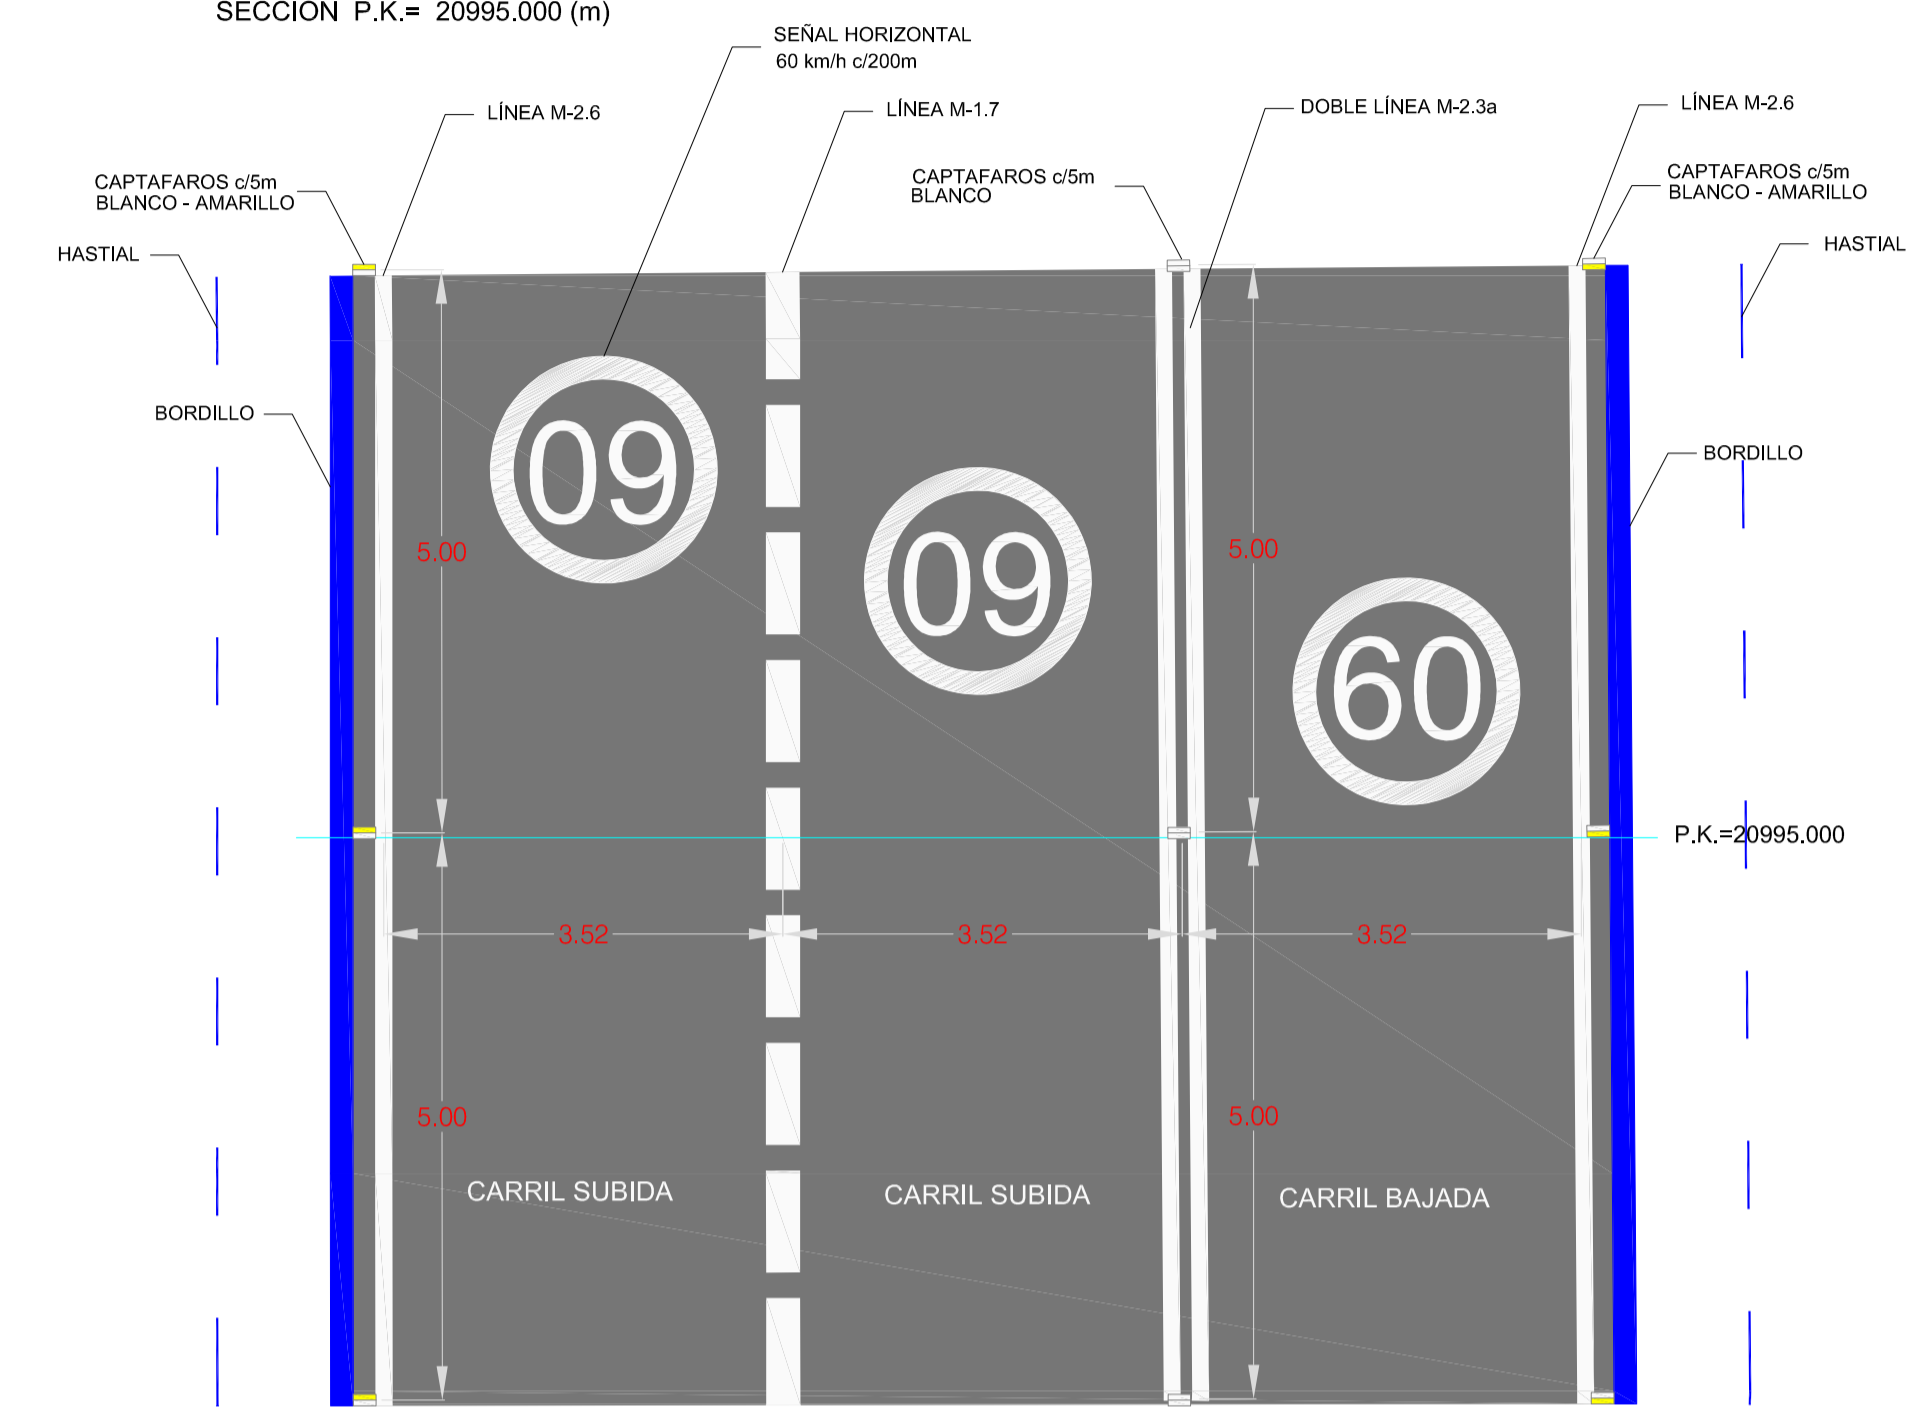 SECCIÓN P.K.= 20995.000 (m)
SEÑAL HORIZONTAL
60 km/h c/200m
LÍNEA M-2.6
LÍNEA M-1.7
DOBLE LÍNEA M-2.3a
LÍNEA M-2.6
CAPTAFAROS c/5m
BLANCO - AMARILLO
CAPTAFAROS c/5m
BLANCO
CAPTAFAROS c/5m
BLANCO - AMARILLO
HASTIAL
HASTIAL
BORDILLO
BORDILLO
09
09
60
5.00
5.00
P.K.=20995.000
3.52
3.52
3.52
5.00
5.00
CARRIL SUBIDA
CARRIL SUBIDA
CARRIL BAJADA